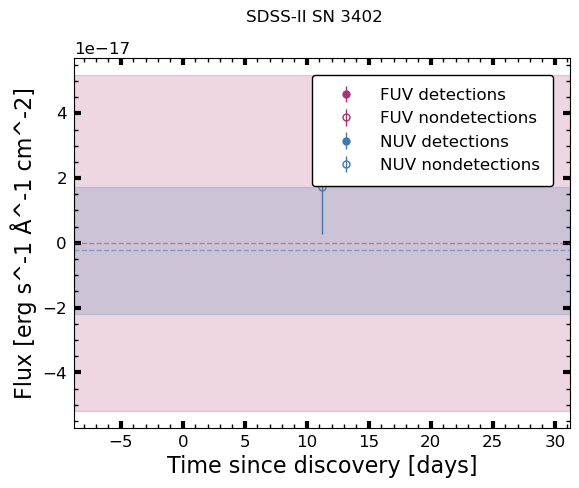 SDSS-II SN 3402
1e−17
FUV detections
FUV nondetections
NUV detections
NUV nondetections
4
2
0
−2
−4
Flux [erg s^-1 Å^-1 cm^-2]
−5 0 5 10 15 20 25 30
Time since discovery [days]